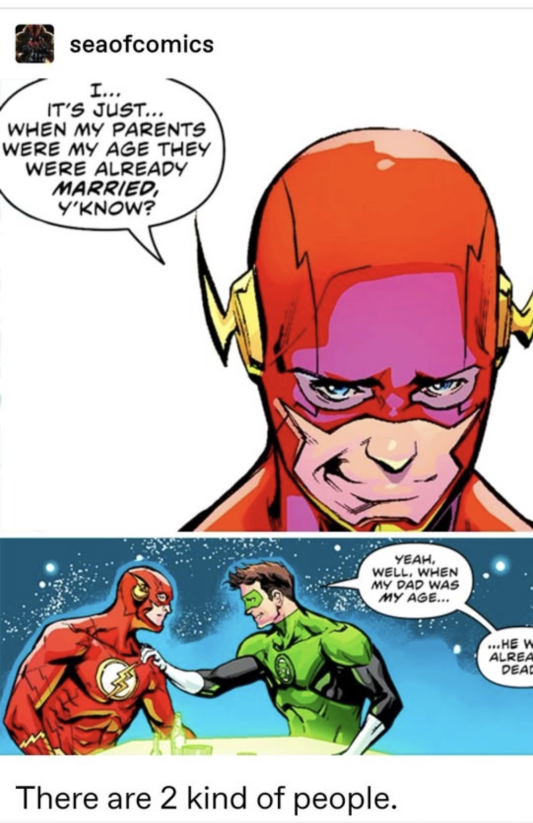 seaofcomics
I...
IT'S JUST...
WHEN MY PARENTS
WERE MY AGE THEY
WERE ALREADY
MARRIED,
Y'KNOW?
YEAH,
WELL, WHEN
MY DAD WAS
MY AGE...
...HE
There are 2 kind of people.